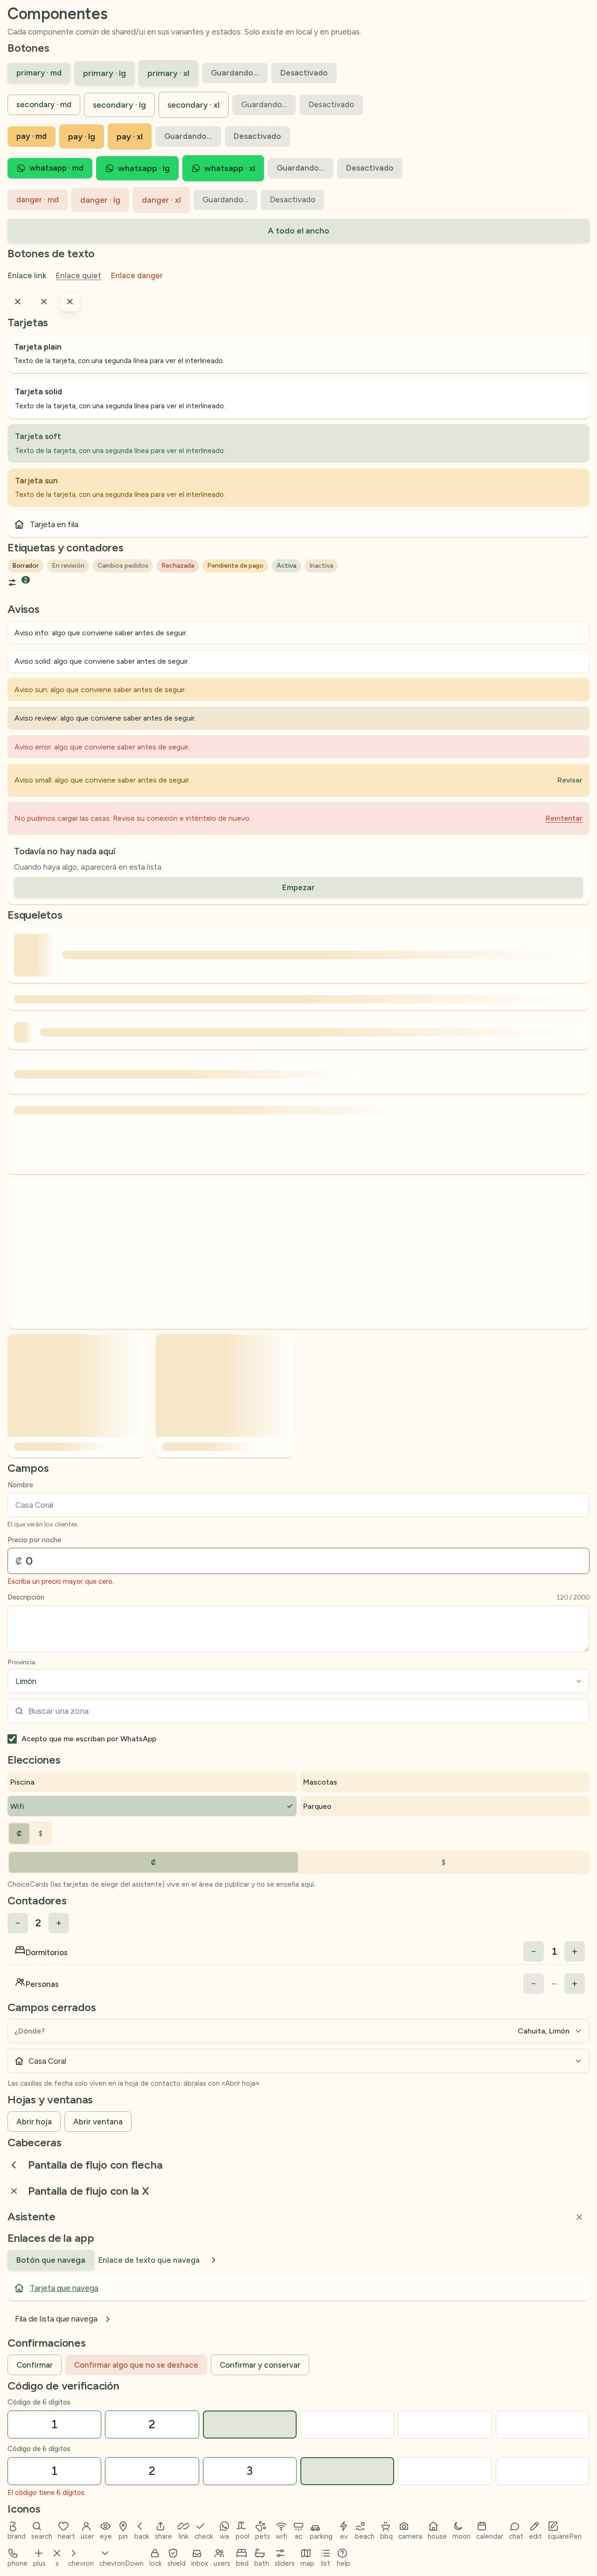 Componentes
Cada componente común de shared/ui en sus variantes y estados. Solo existe en local y en pruebas.
Botones
primary · md primary · lg primary · xl Guardando… Desactivado
secondary · md secondary · lg secondary · xl Guardando… Desactivado
pay · md pay · lg pay · xl Guardando… Desactivado
whatsapp · md whatsapp · lg whatsapp · xl Guardando… Desactivado
danger · md danger · lg danger · xl Guardando… Desactivado
A todo el ancho
Botones de texto
Enlace link Enlace quiet Enlace danger
Tarjetas
Tarjeta plain
Texto de la tarjeta, con una segunda línea para ver el interlineado.
Tarjeta solid
Texto de la tarjeta, con una segunda línea para ver el interlineado.
Tarjeta soft
Texto de la tarjeta, con una segunda línea para ver el interlineado.
Tarjeta sun
Texto de la tarjeta, con una segunda línea para ver el interlineado.
Tarjeta en fila
Etiquetas y contadores
Borrador En revisión Cambios pedidos Rechazada Pendiente de pago Activa Inactiva
2
Avisos
Aviso info: algo que conviene saber antes de seguir.
Aviso solid: algo que conviene saber antes de seguir.
Aviso sun: algo que conviene saber antes de seguir.
Aviso review: algo que conviene saber antes de seguir.
Aviso error: algo que conviene saber antes de seguir.
Aviso small: algo que conviene saber antes de seguir. Revisar
No pudimos cargar las casas. Revise su conexión e inténtelo de nuevo. Reintentar
Todavía no hay nada aquí
Cuando haya algo, aparecerá en esta lista.
Empezar
Esqueletos
Campos
Nombre
Casa Coral
El que verán los clientes.
Precio por noche
₡ 0
Escriba un precio mayor que cero.
Descripción 120 / 2000
Provincia
Limón
Buscar una zona
Acepto que me escriban por WhatsApp
Elecciones
Piscina Mascotas
Wifi Parqueo
₡ $
₡ $
ChoiceCards (las tarjetas de elegir del asistente) vive en el área de publicar y no se enseña aquí.
Contadores
− 2 +
Dormitorios − 1 +
Personas − – +
Campos cerrados
¿Dónde? Cahuita, Limón
Casa Coral
Las casillas de fecha solo viven en la hoja de contacto: ábralas con «Abrir hoja».
Hojas y ventanas
Abrir hoja Abrir ventana
Cabeceras
Pantalla de flujo con flecha
Pantalla de flujo con la X
Asistente
Enlaces de la app
Botón que navega Enlace de texto que navega
Tarjeta que navega
Fila de lista que navega
Confirmaciones
Confirmar Confirmar algo que no se deshace Confirmar y conservar
Código de verificación
Código de 6 dígitos
1 2
Código de 6 dígitos
1 2 3
El código tiene 6 dígitos.
Iconos
brand search heart user eye pin back share link check wa pool pets wifi ac parking ev beach bbq camera house moon calendar chat edit squarePen
phone plus x chevron chevronDown lock shield inbox users bed bath sliders map list help